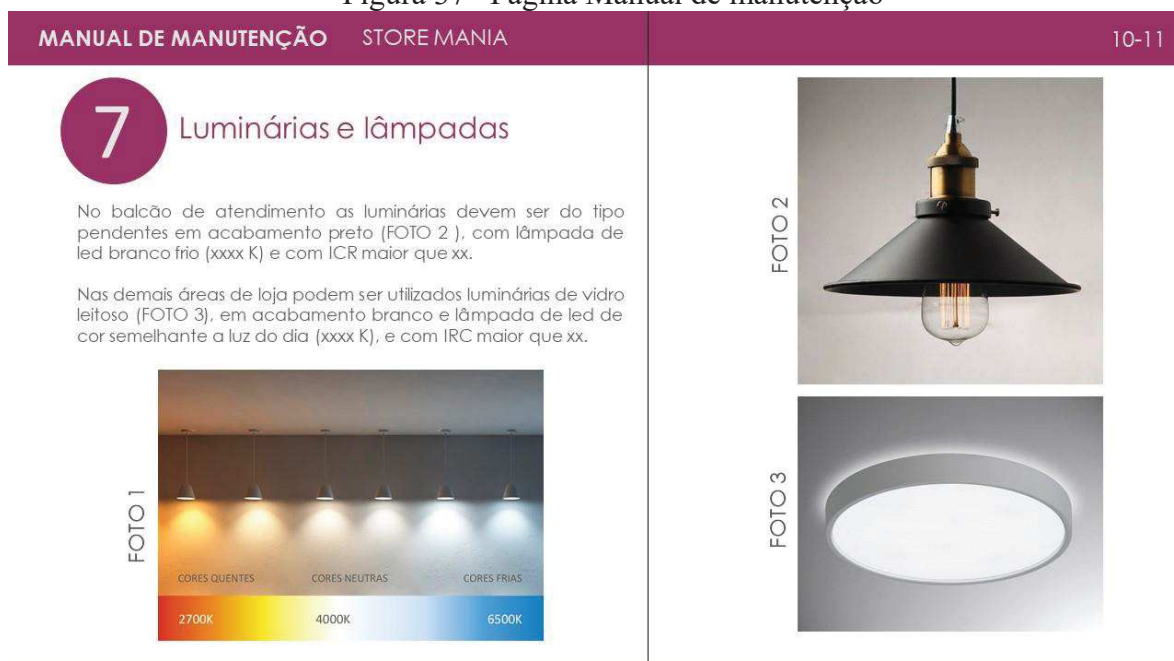 Figura 37 - Página Manual de manutenção
MANUAL DE MANUTENÇÃO STORE MANIA 10-11
7 Luminárias e lâmpadas
No balcão de atendimento as luminárias devem ser do tipo
pendentes em acabamento preto (FOTO 2 ), com lâmpada de
led branco frio (xxxx K) e com ICR maior que xx.
Nas demais áreas de loja podem ser utilizados luminárias de vidro
leitoso (FOTO 3), em acabamento branco e lâmpada de led de
cor semelhante a luz do dia (xxxx K), e com IRC maior que xx.
FOTO 1
CORES QUENTES CORES NEUTRAS CORES FRIAS
2700K 4000K 6500K
FOTO 2
FOTO 3